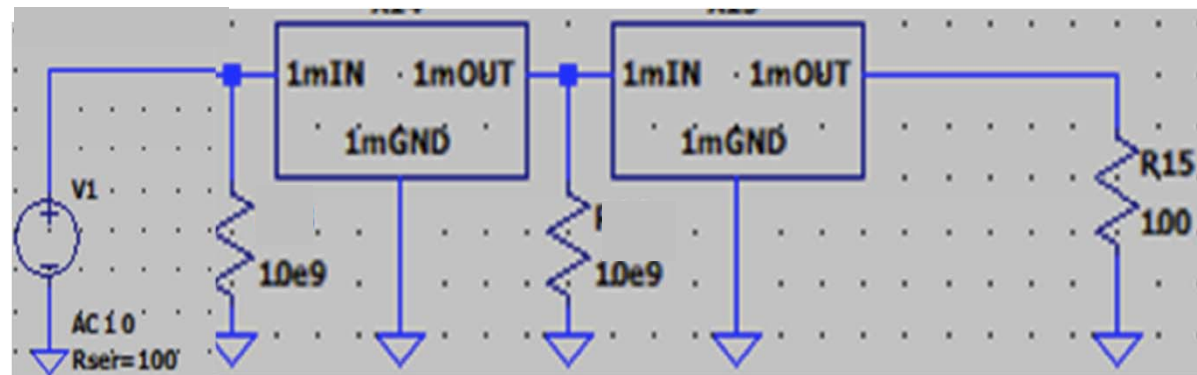 1mIN 1mOUT
1mGND
1mIN 1mOUT
1mGND
V1
AC 1 0
Rser=100
10e9
10e9
R15
100